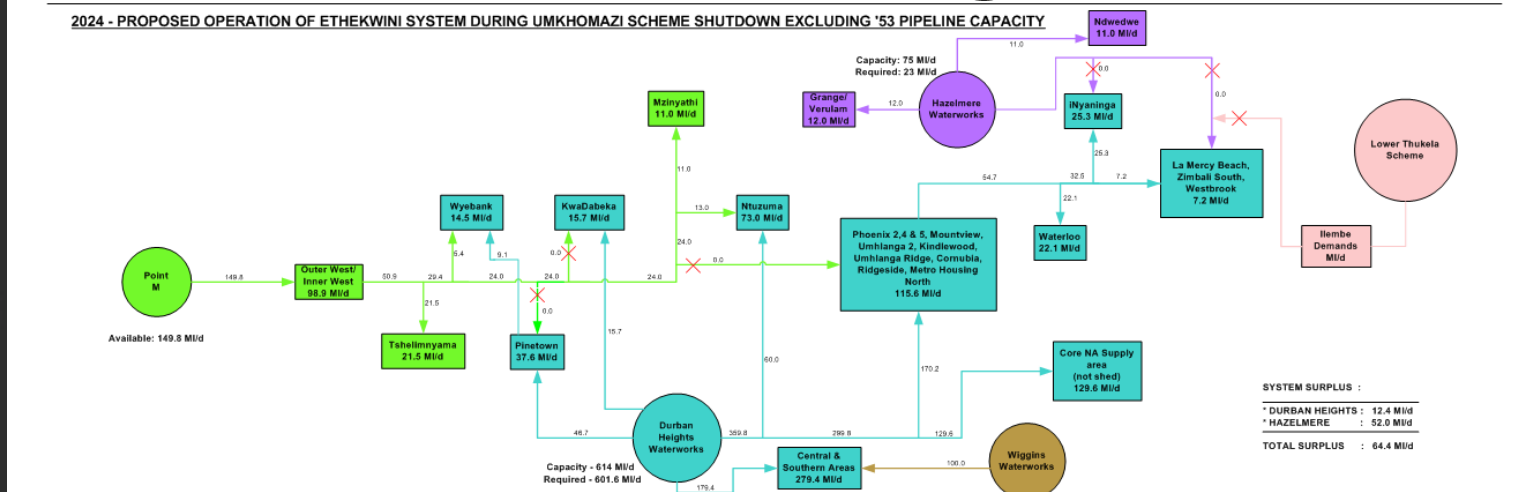 2024 - PROPOSED OPERATION OF ETHEKWINI SYSTEM DURING UMKHOMAZI SCHEME SHUTDOWN EXCLUDING '53 PIPELINE CAPACITY
Ndwedwe
11.0 Ml/d
11.0
Capacity: 75 Ml/d
Required: 23 Ml/d
Grange/
Verulam
12.0 Ml/d
12.0
Hazelmere
Waterworks
0.0
0.0
iNyaninga
25.3 Ml/d
25.3
Lower Thukela
Scheme
Mzinyathi
11.0 Ml/d
11.0
La Mercy Beach,
Zimbali South,
Westbrook
7.2 Ml/d
54.7
32.5
7.2
22.1
Waterloo
22.1 Ml/d
Ilembe
Demands
Ml/d
Wyebank
14.5 Ml/d
KwaDabeka
15.7 Ml/d
13.0
Ntuzuma
73.0 Ml/d
24.0
0.0
Phoenix 2,4 & 5, Mountview,
Umhlanga 2, Kindlewood,
Umhlanga Ridge, Cornubia,
Ridgeside, Metro Housing
North
115.6 Ml/d
Point
M
149.8
Outer West/
Inner West
98.9 Ml/d
50.9
29.4
5.4
9.1
24.0
24.8
0.0
24.0
21.5
0.0
Available: 149.8 Ml/d
Tshelimnyama
21.5 Ml/d
Pinetown
37.6 Ml/d
15.7
60.0
170.2
Core NA Supply
area
(not shed)
129.6 Ml/d
46.7
Durban
Heights
Waterworks
359.8
299.8
129.6
Capacity - 614 Ml/d
Required - 601.6 Ml/d
179.4
Central &
Southern Areas
279.4 Ml/d
100.0
Wiggins
Waterworks
SYSTEM SURPLUS :
* DURBAN HEIGHTS : 12.4 Ml/d
* HAZELMERE : 52.0 Ml/d
TOTAL SURPLUS : 64.4 Ml/d